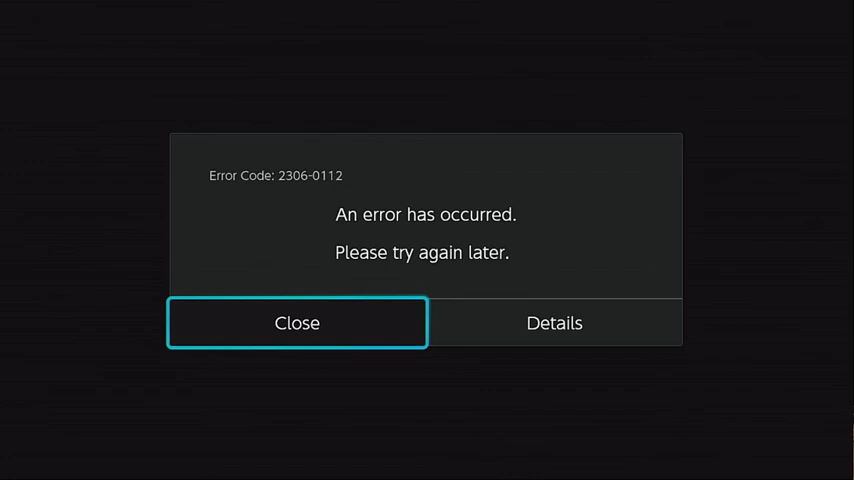 Error Code: 2306-0112
An error has occurred.
Please try again later.
Close
Details